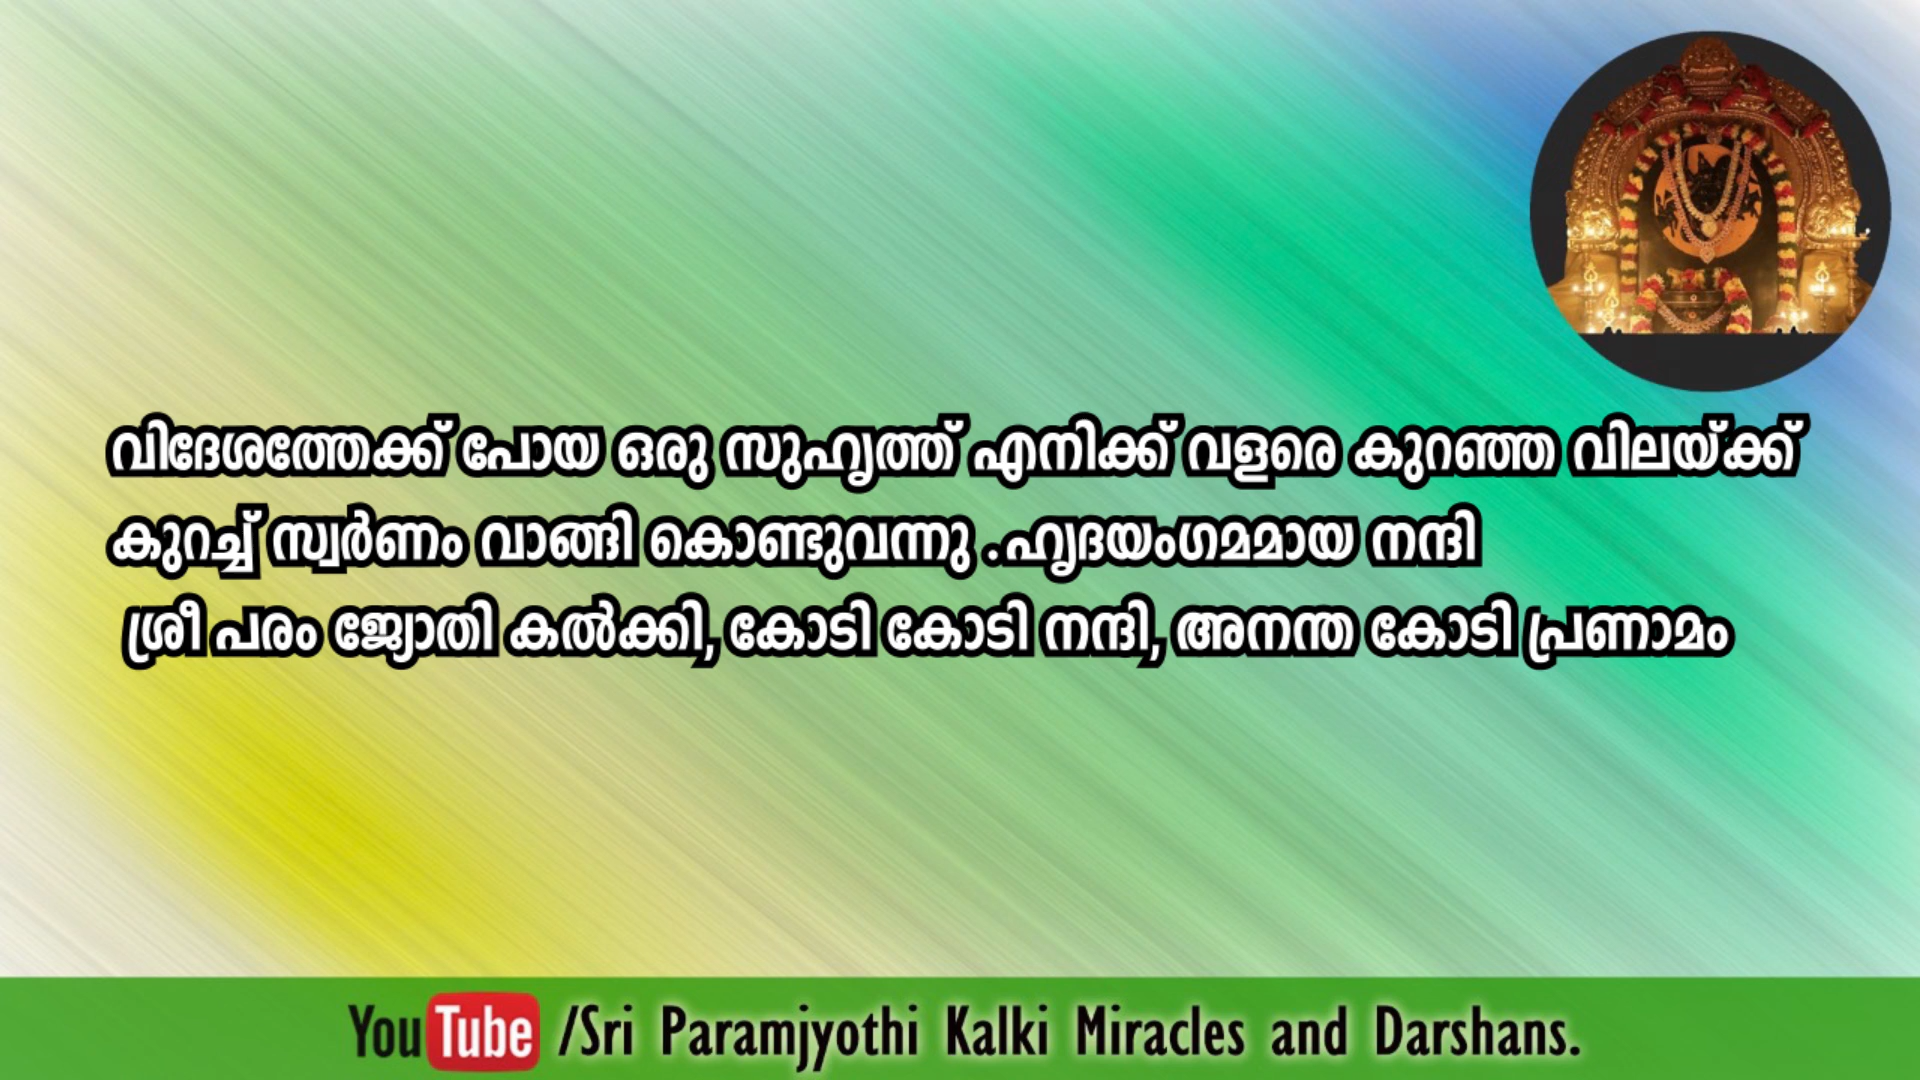 വിദേശത്തേക്ക് പോയ ഒരു സുഹൃത്ത് എനിക്ക് വളരെ കുറഞ്ഞ വിലയ്ക്ക്
കുറച്ച് സ്വർണം വാങ്ങി കൊണ്ടുവന്നു .ഹൃദയംഗമമായ നന്ദി
ശ്രീ പരം ജ്യോതി കൽക്കി, കോടി കോടി നന്ദി, അനന്ത കോടി പ്രണാമം
YouTube /Sri Paramjyothi Kalki Miracles and Darshans.